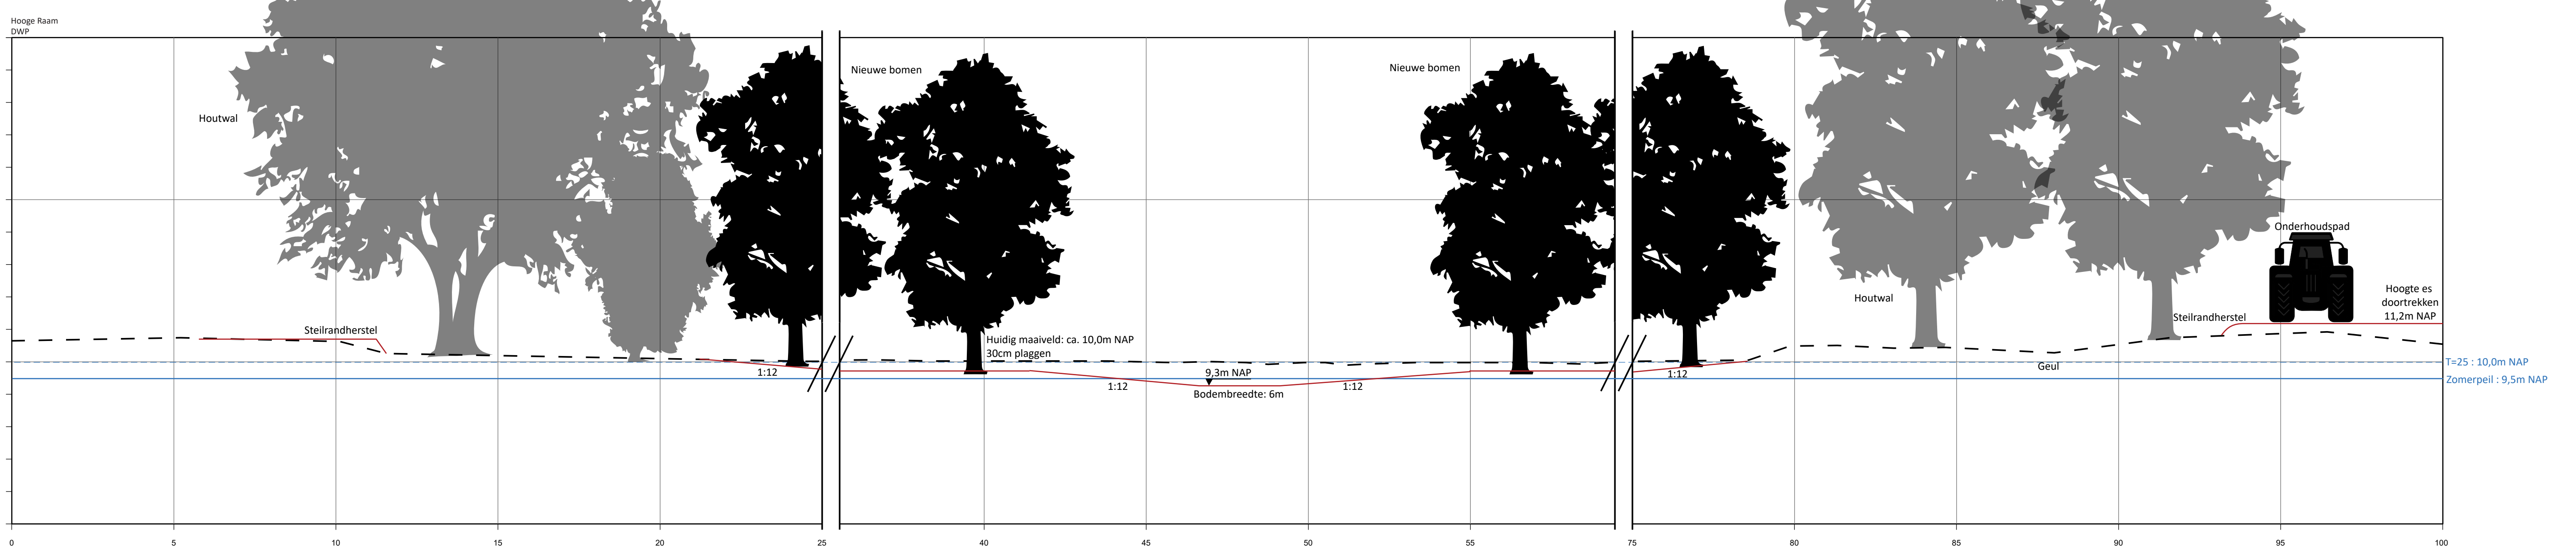 Hooge Raam
DWP
Houtwal
Nieuwe bomen
Nieuwe bomen
Onderhoudspad
Houtwal
Hoogte es
doortrekken
11,2m NAP
Steilrandherstel
Steilrandherstel
Huidig maaiveld: ca. 10,0m NAP
30cm plaggen
T=25 : 10,0m NAP
Geul
1:12
9,3m NAP
1:12
Zomerpeil : 9,5m NAP
1:12
1:12
Bodembreedte: 6m
0 5 10 15 20 25 40 45 50 55 75 80 85 90 95 100